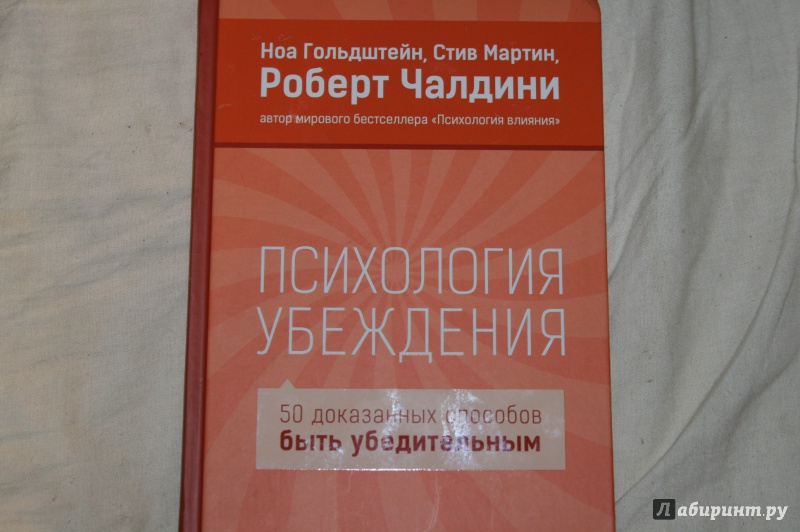 Ноа Гольдштейн, Стив Мартин,
Роберт Чалдини
автор мирового бестселлера «Психология влияния»
ПСИХОЛОГИЯ
УБЕЖДЕНИЯ
50 доказанных способов
быть убедительным
Лабиринт.ру